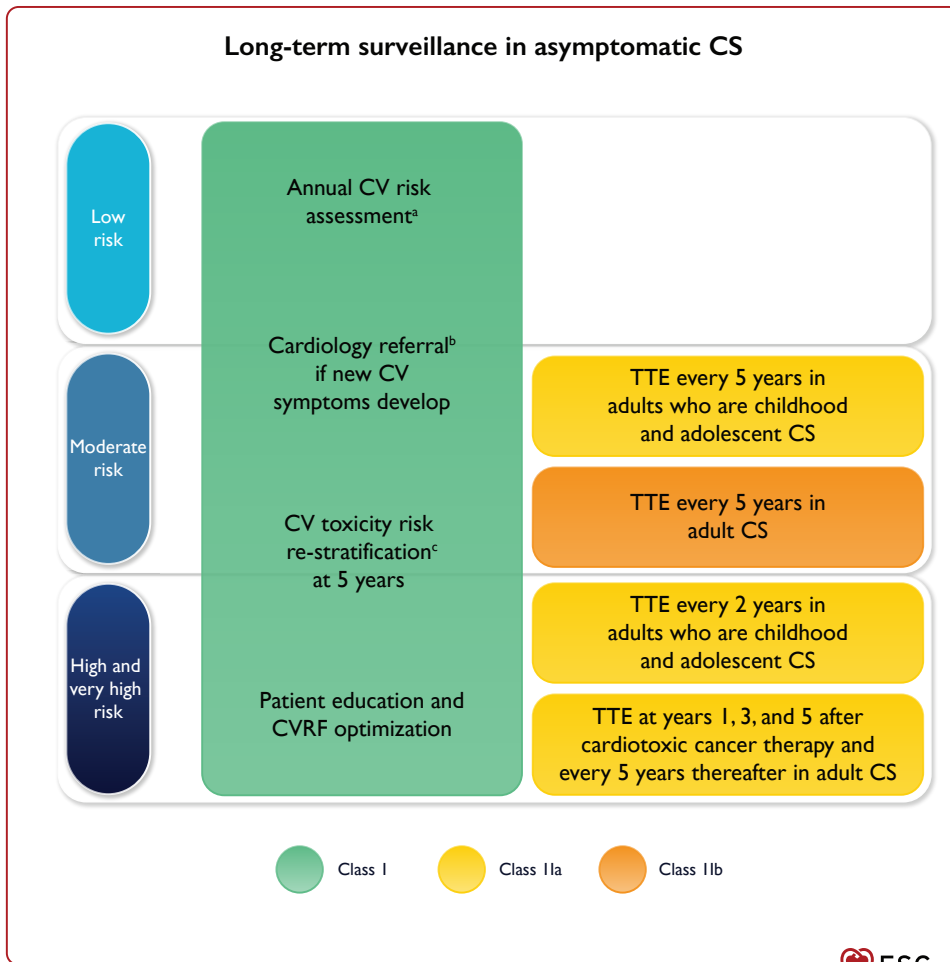 Long-term surveillance in asymptomatic CS
Low
risk
Annual CV risk
assessmentᵃ
Cardiology referralᵇ
if new CV
symptoms develop
Moderate
risk
TTE every 5 years in
adults who are childhood
and adolescent CS
TTE every 5 years in
adult CS
CV toxicity risk
re-stratificationᶜ
at 5 years
High and
very high
risk
Patient education and
CVRF optimization
TTE every 2 years in
adults who are childhood
and adolescent CS
TTE at years 1, 3, and 5 after
cardiotoxic cancer therapy and
every 5 years thereafter in adult CS
Class I
Class IIa
Class IIb
ESC